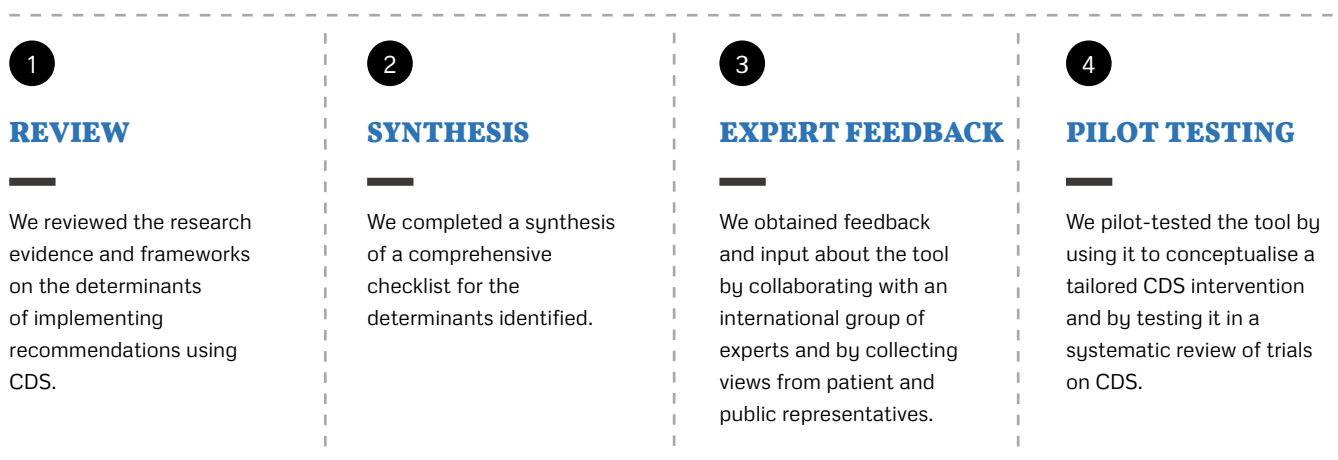 1
REVIEW
We reviewed the research
evidence and frameworks
on the determinants
of implementing
recommendations using
CDS.
2
SYNTHESIS
We completed a synthesis
of a comprehensive
checklist for the
determinants identified.
3
EXPERT FEEDBACK
We obtained feedback
and input about the tool
by collaborating with an
international group of
experts and by collecting
views from patient and
public representatives.
4
PILOT TESTING
We pilot-tested the tool by
using it to conceptualise a
tailored CDS intervention
and by testing it in a
systematic review of trials
on CDS.